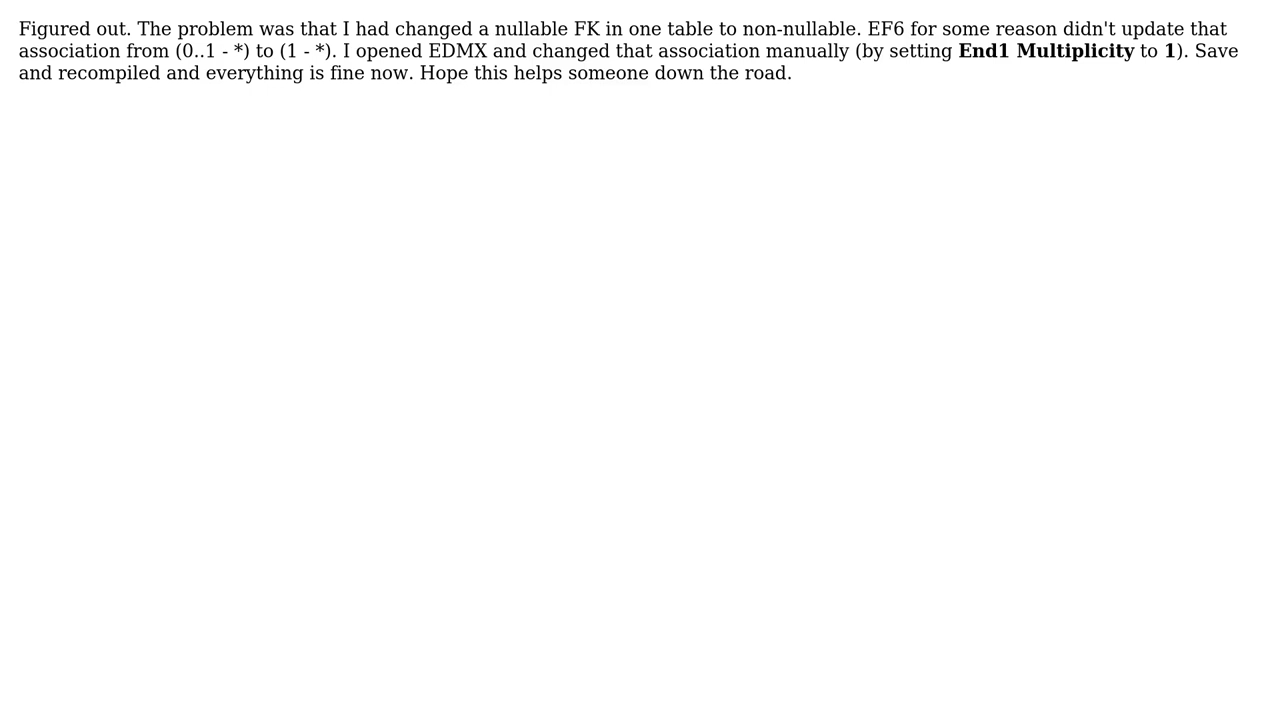 Figured out. The problem was that I had changed a nullable FK in one table to non-nullable. EF6 for some reason didn't update that
association from (0..1 - *) to (1 - *). I opened EDMX and changed that association manually (by setting End1 Multiplicity to 1). Save
and recompiled and everything is fine now. Hope this helps someone down the road.